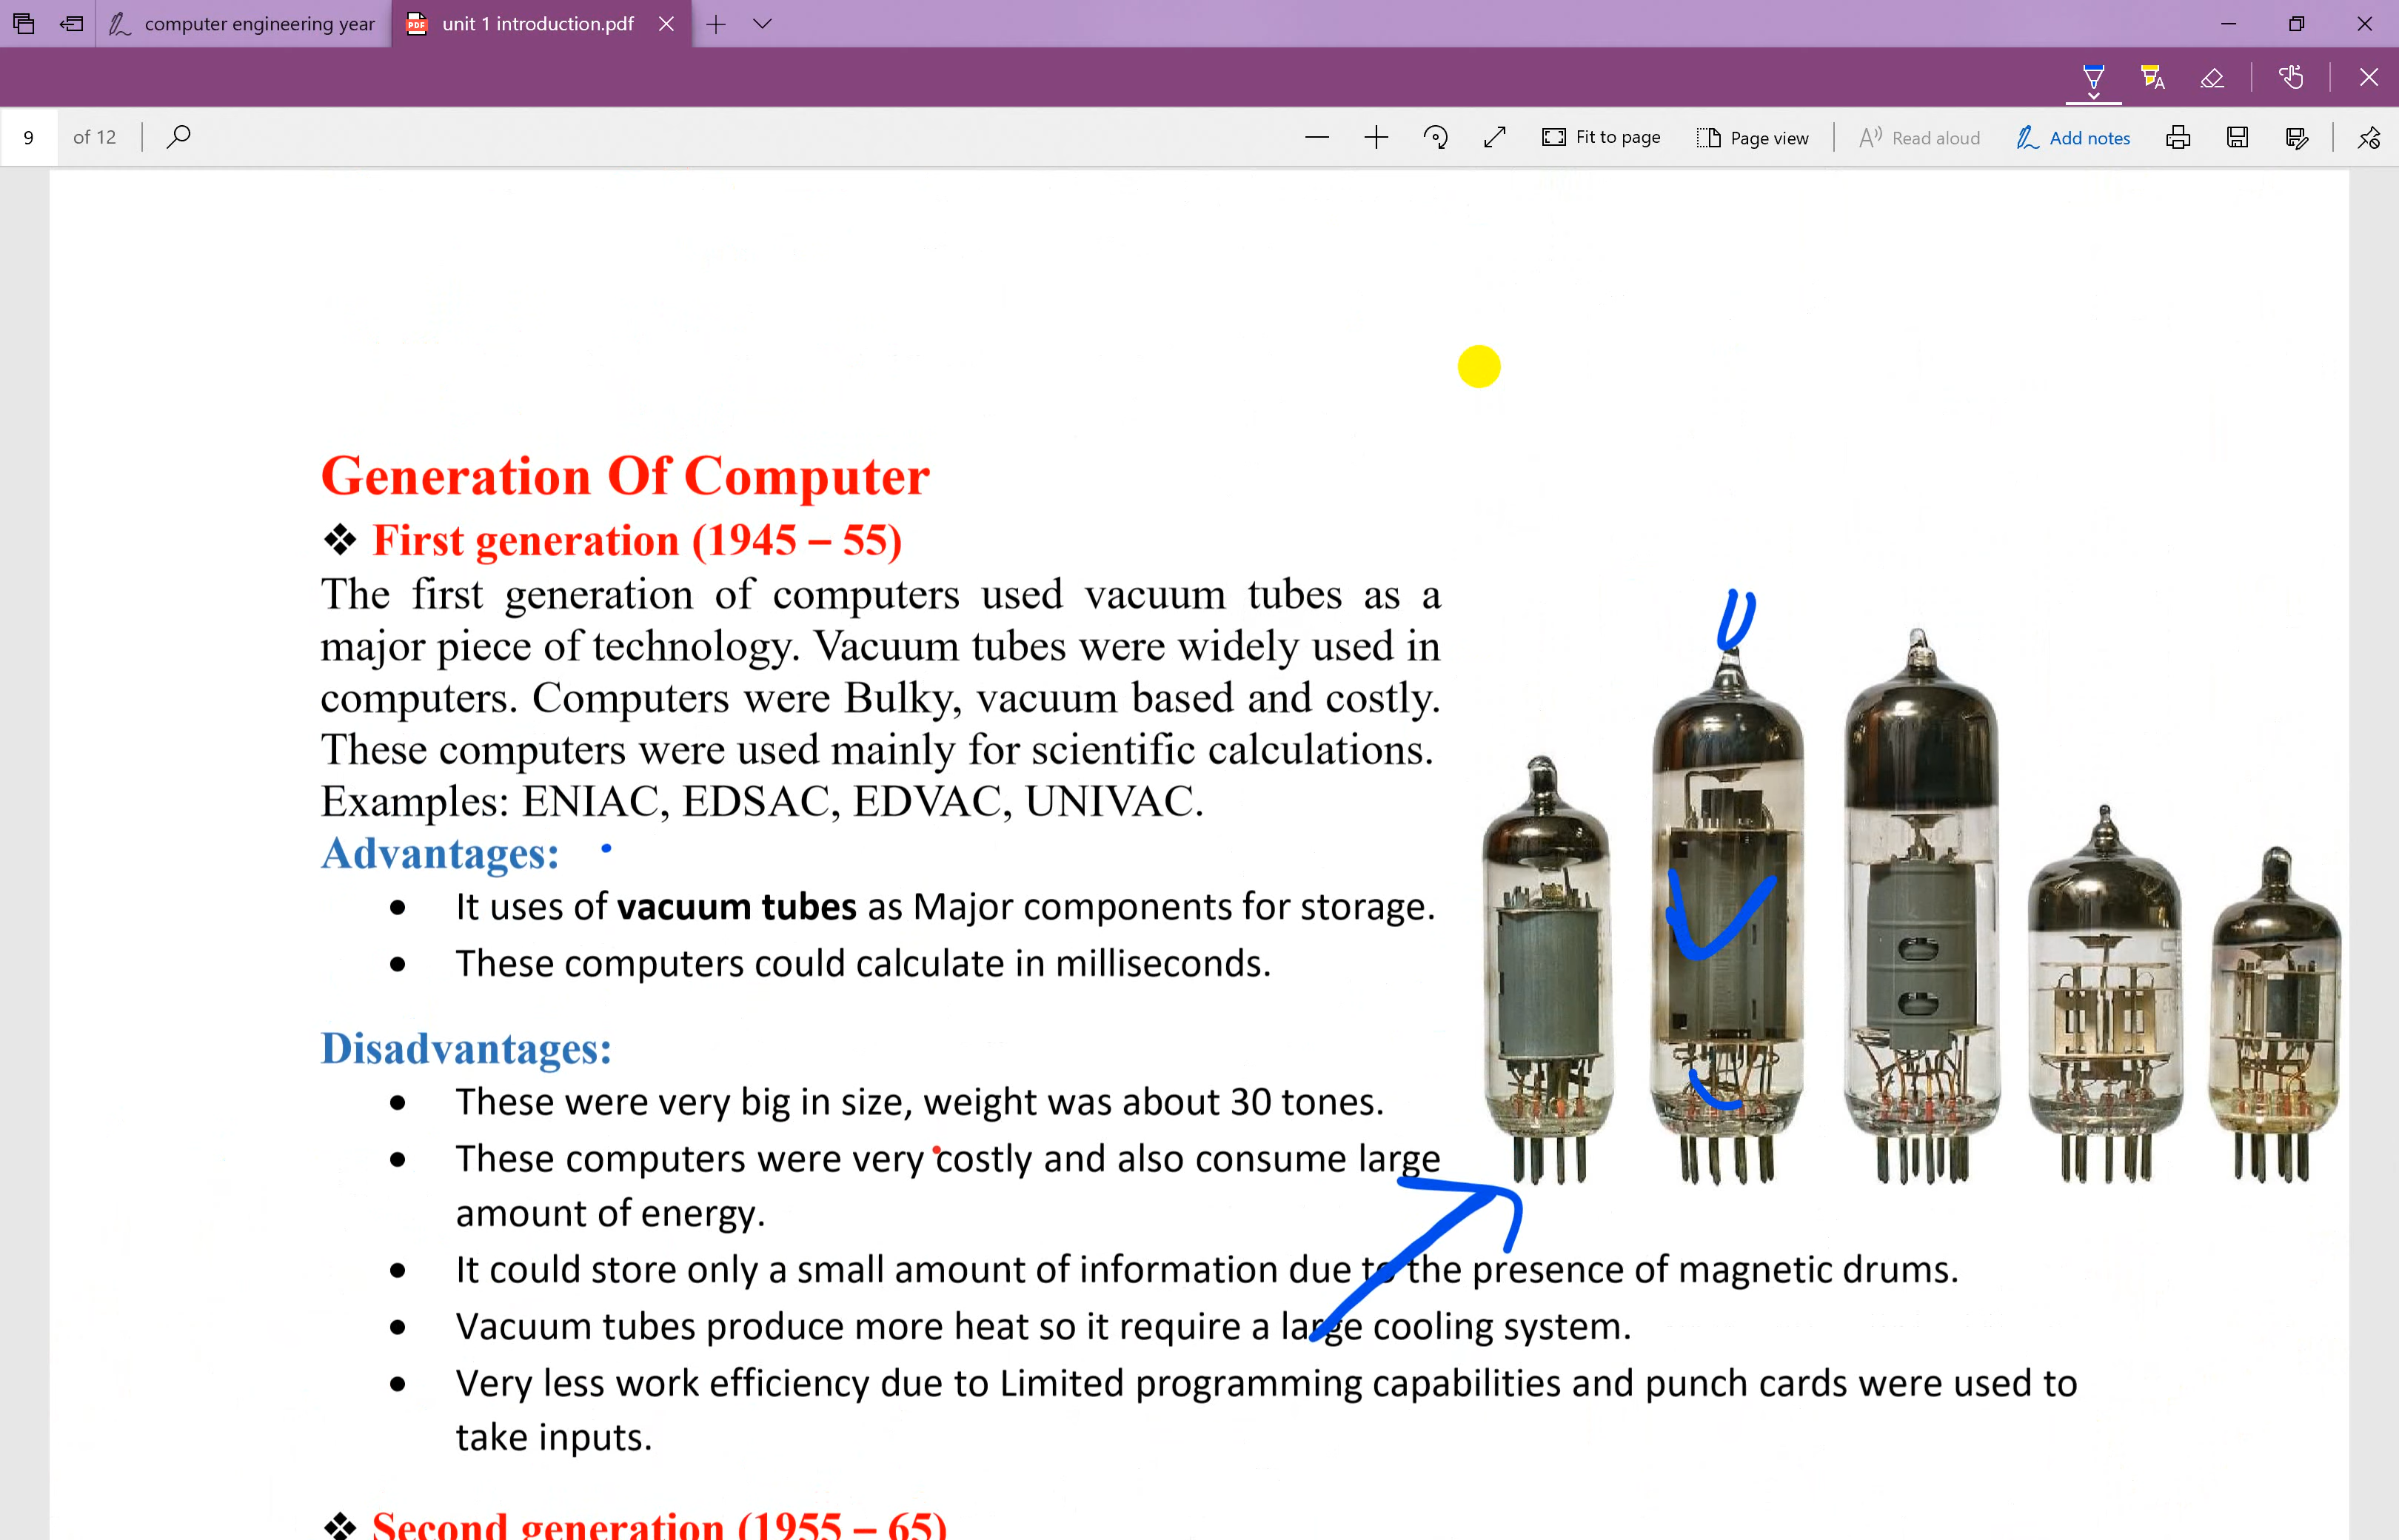 computer engineering year
unit 1 introduction.pdf
9 of 12
Fit to page
Page view
Read aloud
Add notes
Generation Of Computer
❖ First generation (1945 – 55)
The first generation of computers used vacuum tubes as a
major piece of technology. Vacuum tubes were widely used in
computers. Computers were Bulky, vacuum based and costly.
These computers were used mainly for scientific calculations.
Examples: ENIAC, EDSAC, EDVAC, UNIVAC.
Advantages:
● It uses of vacuum tubes as Major components for storage.
● These computers could calculate in milliseconds.
Disadvantages:
● These were very big in size, weight was about 30 tones.
● These computers were very costly and also consume large
amount of energy.
● It could store only a small amount of information due to the presence of magnetic drums.
● Vacuum tubes produce more heat so it require a large cooling system.
● Very less work efficiency due to Limited programming capabilities and punch cards were used to
take inputs.
❖ Second generation (1955 – 65)